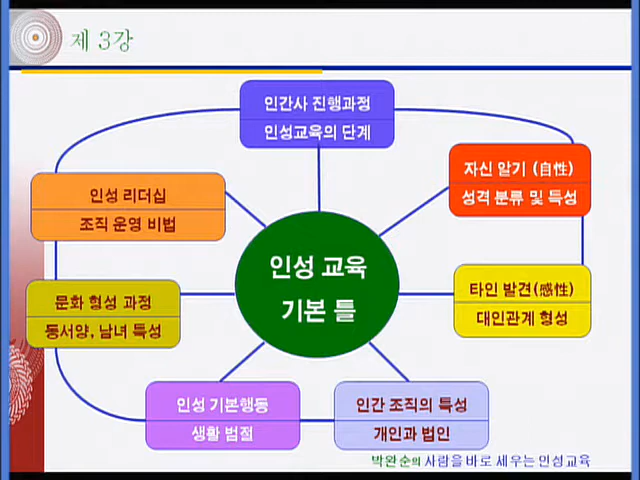 제 3강
인간사 진행과정
인성교육의 단계
자신 알기 (自性)
성격 분류 및 특성
인성 리더십
조직 운영 비법
인성 교육
기본 틀
타인 발견(感性)
대인관계 형성
문화 형성 과정
동서양, 남녀 특성
인성 기본행동
생활 범절
인간 조직의 특성
개인과 법인
박완순의 사람을 바로 세우는 인성교육